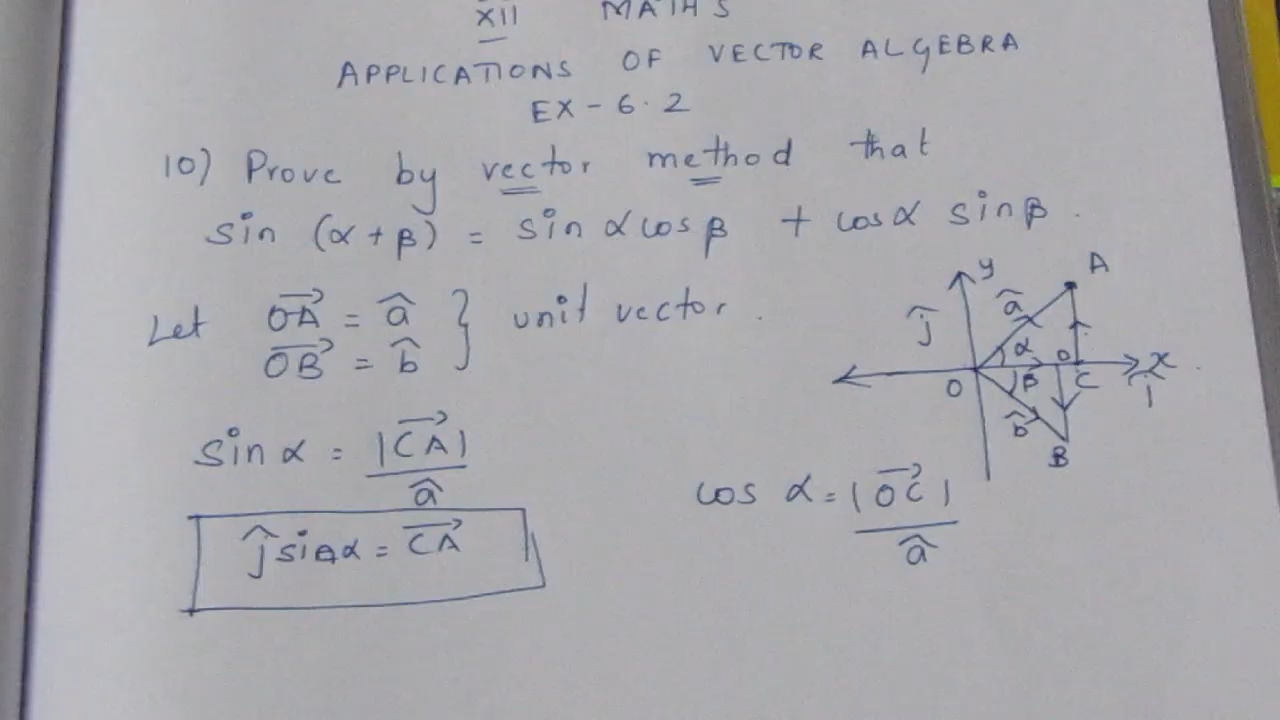 XII MATHS
APPLICATIONS OF VECTOR ALGEBRA
EX - 6.2
10) Prove by vector method that
sin (α + β) = sin α cos β + cos α sin β.
Let →OA = â } unit vector.
→OB = b̂
y A
ĵ â
α
O β D C x
î
b̂
B
sin α = |→CA| / â
cos α = |→OC| / â
ĵ sin α = →CA